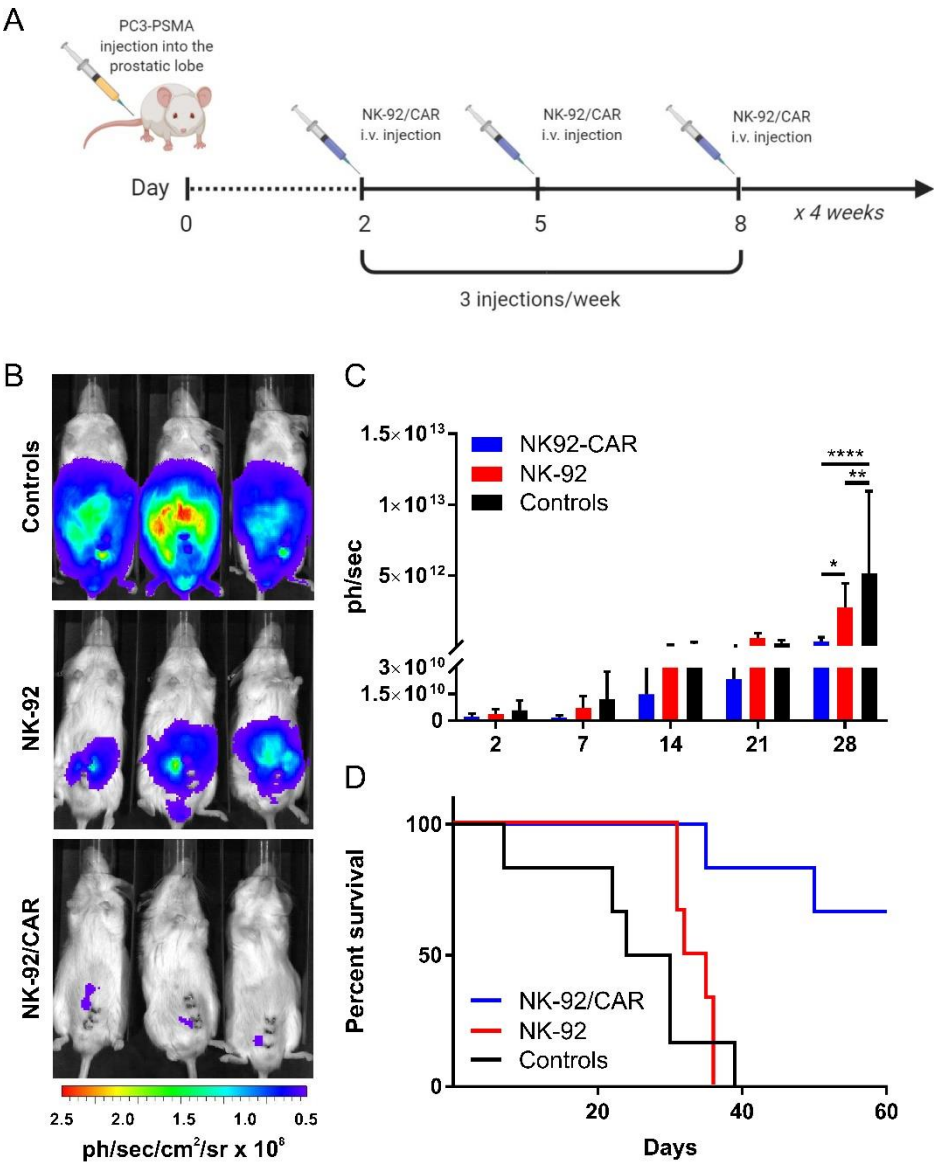 A
PC3-PSMA
injection into the
prostatic lobe
NK-92/CAR
i.v. injection
NK-92/CAR
i.v. injection
NK-92/CAR
i.v. injection
Day
0
2
5
8
x 4 weeks
3 injections/week
B
Controls
NK-92
NK-92/CAR
2.5 2.0 1.5 1.0 0.5
ph/sec/cm²/sr x 10⁸
C
ph/sec
1.5×10¹³
1×10¹³
5×10¹²
3×10¹⁰
1.5×10¹⁰
0
NK92-CAR
NK-92
Controls
****
**
*
2 7 14 21 28
D
Percent survival
100
50
0
NK-92/CAR
NK-92
Controls
20 40 60
Days